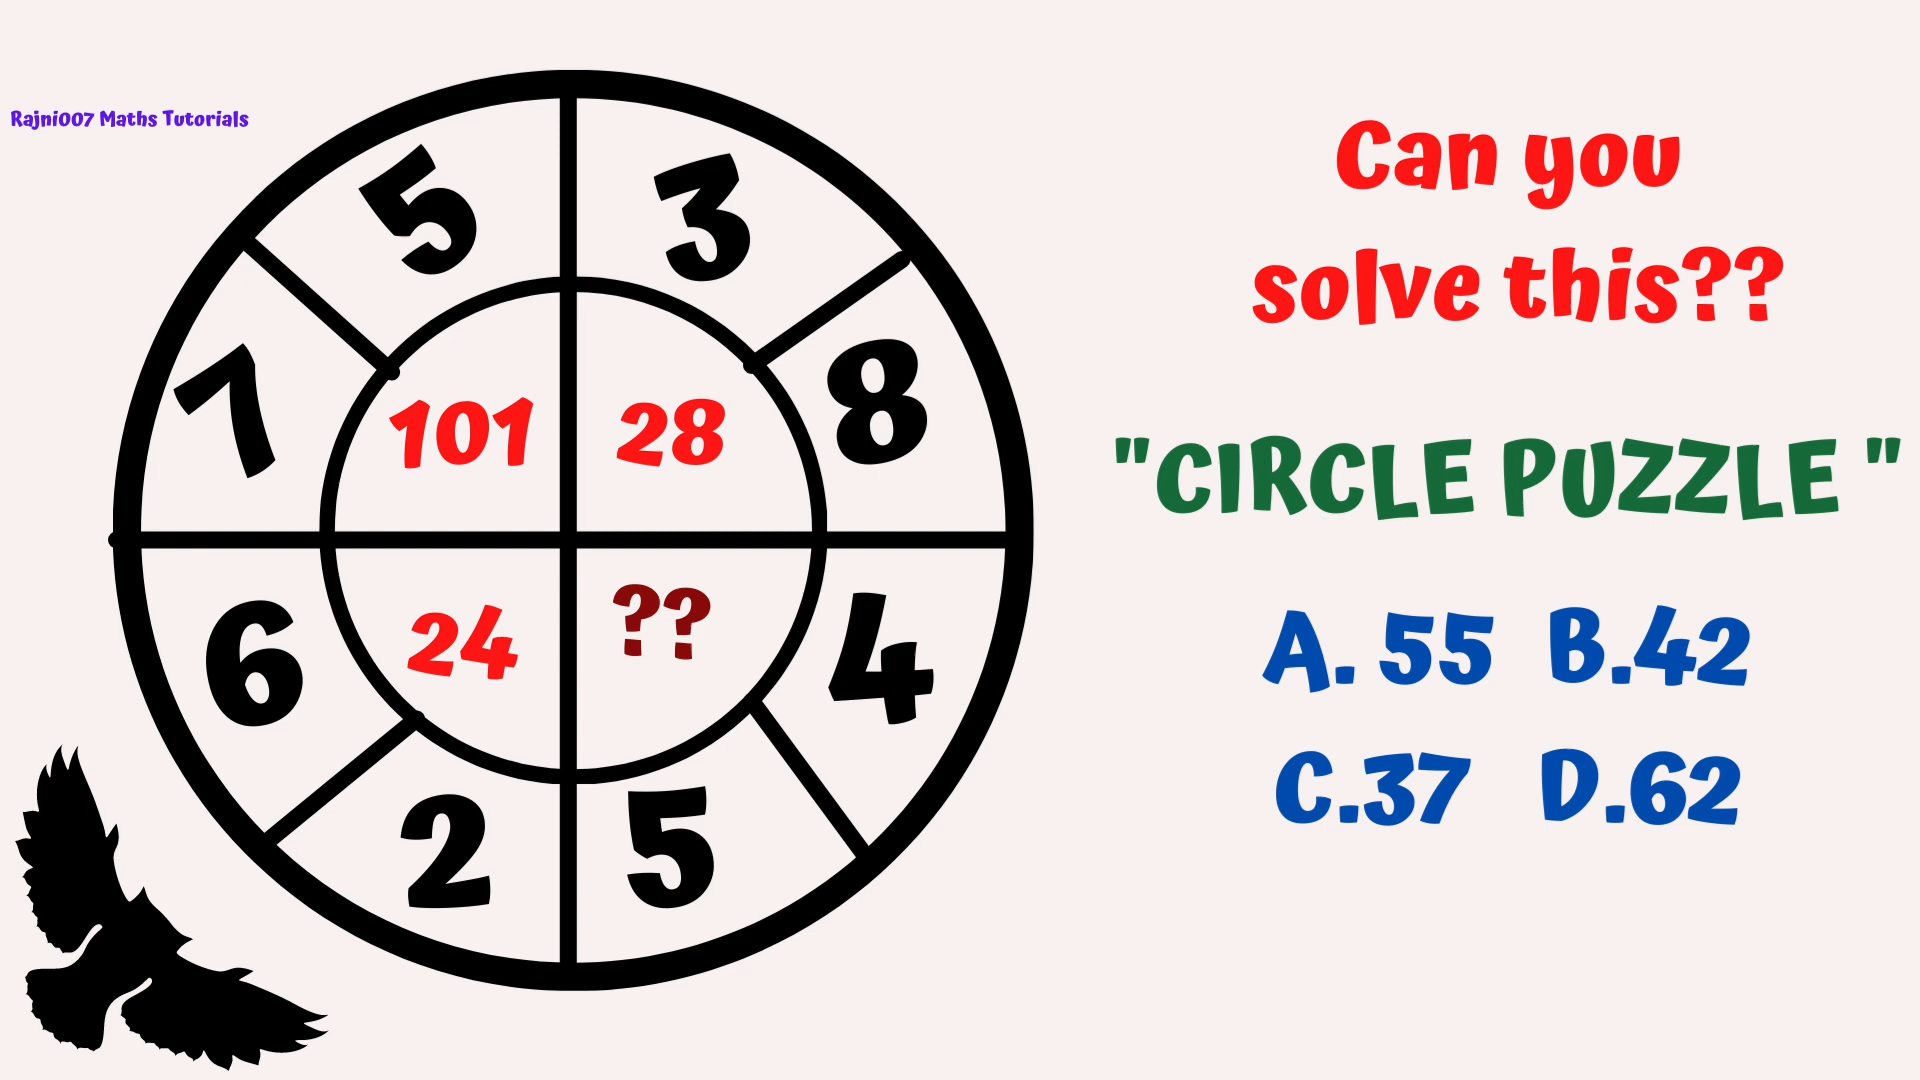 Rajni007 Maths Tutorials
5 3
7 8
101 28
24 ??
6 4
2 5
Can you
solve this??
"CIRCLE PUZZLE "
A. 55 B.42
C.37 D.62